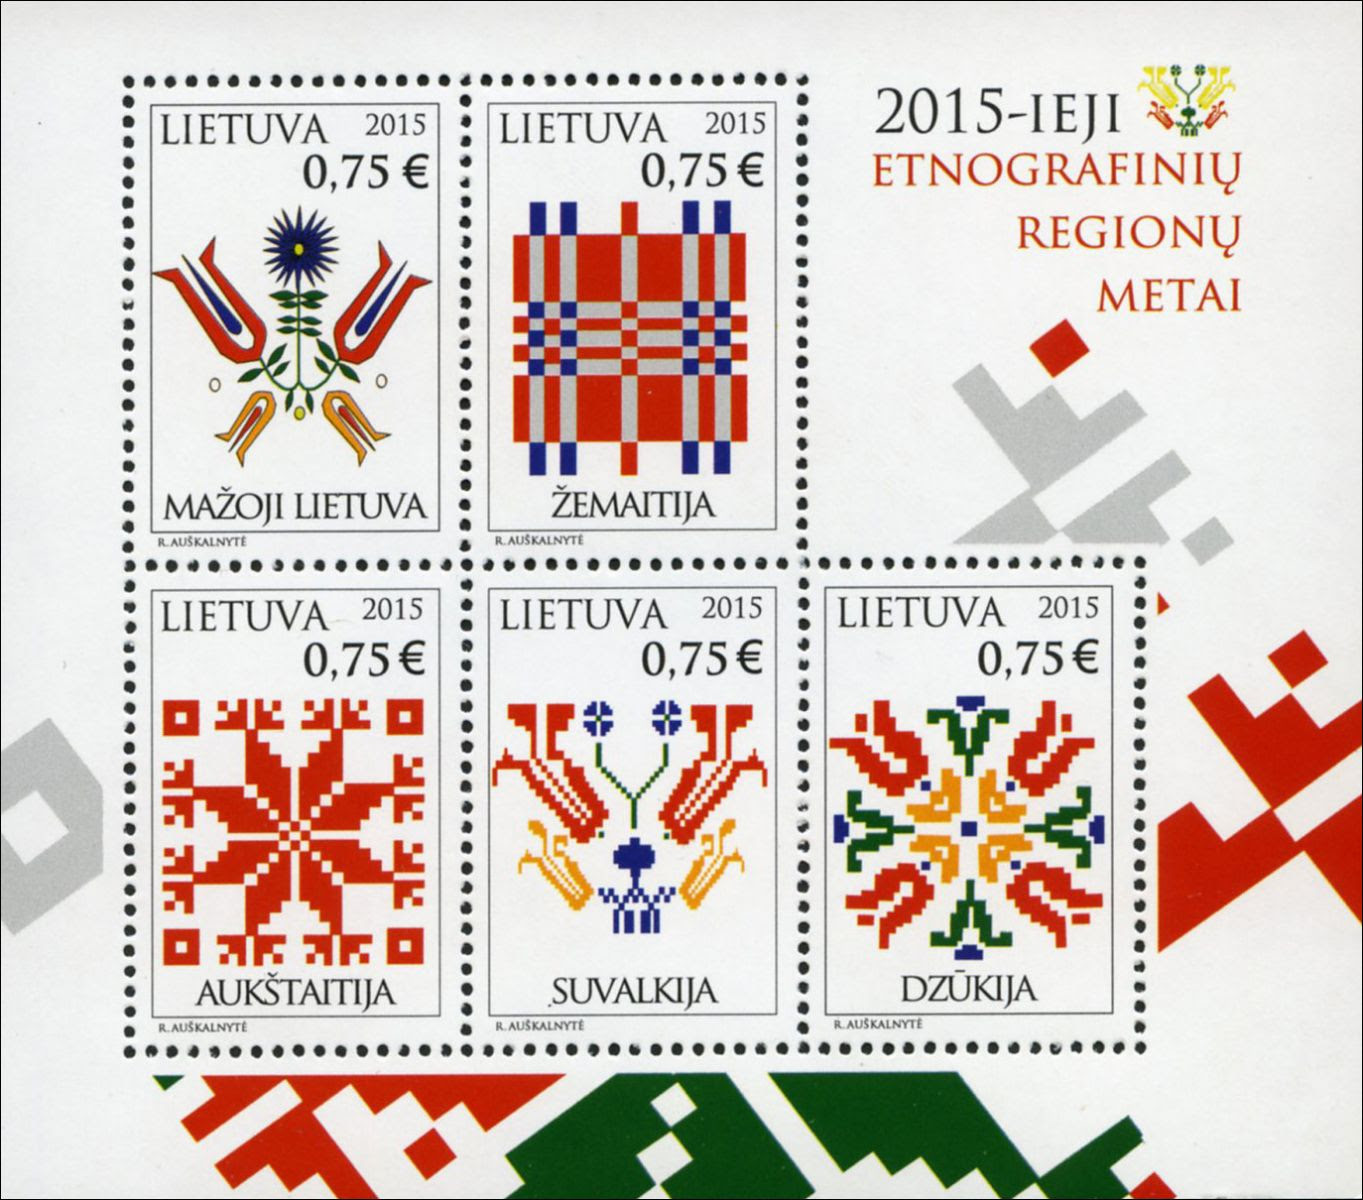 2015-IEJI
ETNOGRAFINIŲ
REGIONŲ
METAI
LIETUVA 2015
0,75 €
MAŽOJI LIETUVA
R. AUŠKALNYTĖ
LIETUVA 2015
0,75 €
ŽEMAITIJA
R. AUŠKALNYTĖ
LIETUVA 2015
0,75 €
AUKŠTAITIJA
R. AUŠKALNYTĖ
LIETUVA 2015
0,75 €
SUVALKIJA
R. AUŠKALNYTĖ
LIETUVA 2015
0,75 €
DZŪKIJA
R. AUŠKALNYTĖ